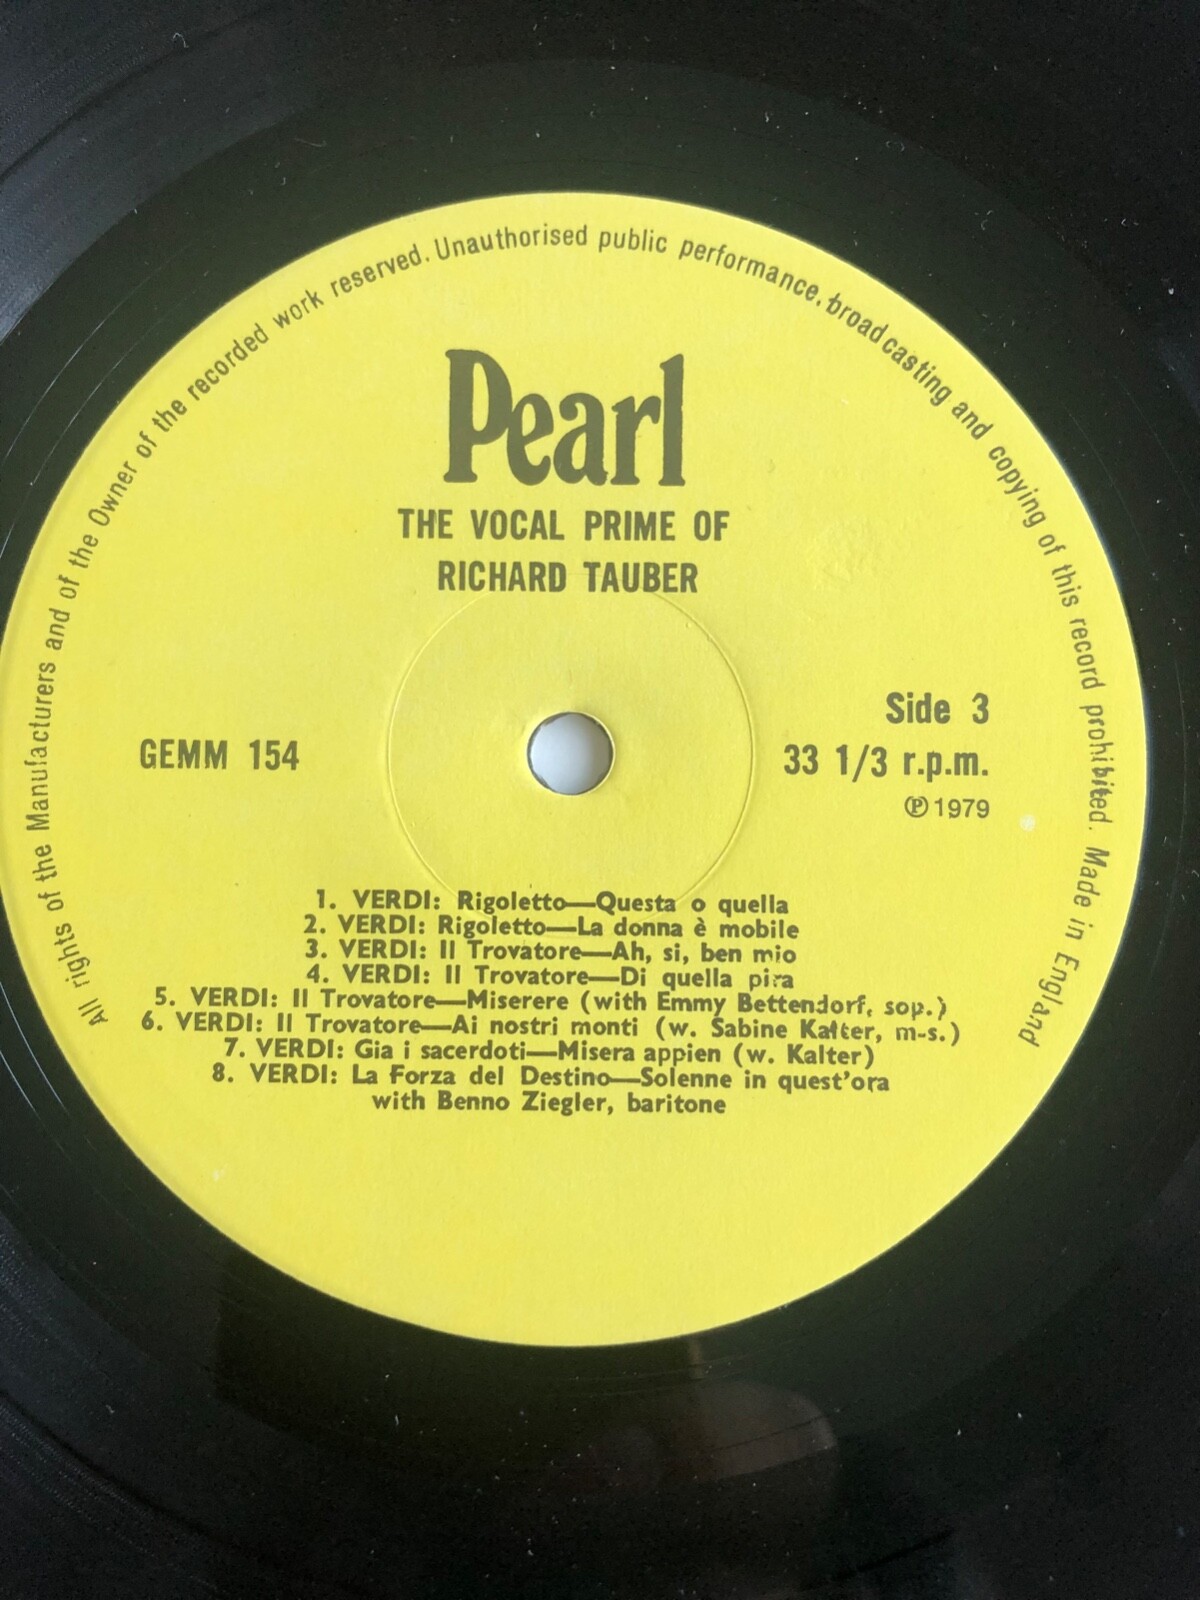 All rights of the Manufacturers and of the Owner of the recorded work reserved. Unauthorised public performance, broadcasting and copying of this record prohibited. Made in England
Pearl
THE VOCAL PRIME OF
RICHARD TAUBER
Side 3
GEMM 154
33 1/3 r.p.m.
℗ 1979
1. VERDI: Rigoletto—Questa o quella
2. VERDI: Rigoletto—La donna è mobile
3. VERDI: Il Trovatore—Ah, si, ben mio
4. VERDI: Il Trovatore—Di quella pira
5. VERDI: Il Trovatore—Miserere (with Emmy Bettendorf, sop.)
6. VERDI: Il Trovatore—Ai nostri monti (w. Sabine Kalter, m-s.)
7. VERDI: Gia i sacerdoti—Misera appien (w. Kalter)
8. VERDI: La Forza del Destino—Solenne in quest'ora
with Benno Ziegler, baritone